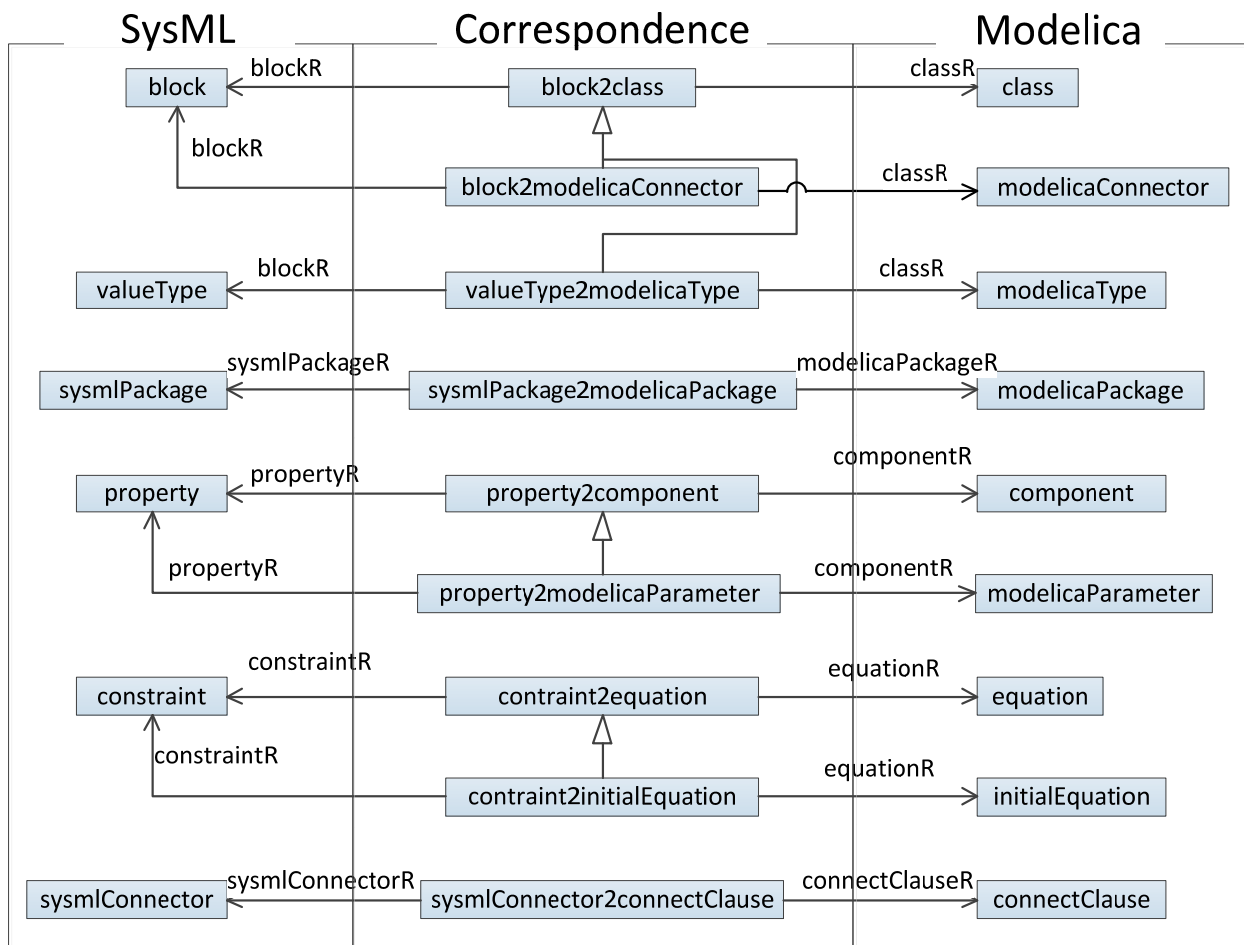 SysML
Correspondence
Modelica
blockR
classR
block
block2class
class
blockR
classR
block2modelicaConnector
modelicaConnector
blockR
classR
valueType
valueType2modelicaType
modelicaType
sysmlPackageR
modelicaPackageR
sysmlPackage
sysmlPackage2modelicaPackage
modelicaPackage
propertyR
componentR
property
property2component
component
propertyR
componentR
property2modelicaParameter
modelicaParameter
constraintR
equationR
constraint
contraint2equation
equation
constraintR
equationR
contraint2initialEquation
initialEquation
sysmlConnectorR
connectClauseR
sysmlConnector
sysmlConnector2connectClause
connectClause